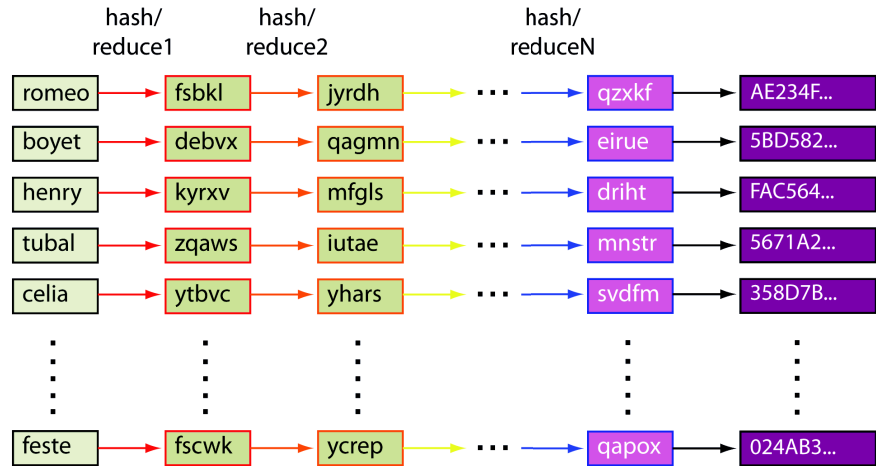 hash/ hash/ hash/
reduce1 reduce2 reduceN
romeo fsbkl jyrdh ... qzxkf AE234F...
boyet debvx qagmn ... eirue 5BD582...
henry kyrxv mfgls ... driht FAC564...
tubal zqaws iutae ... mnstr 5671A2...
celia ytbvc yhars ... svdfm 358D7B...
feste fscwk ycrep ... qapox 024AB3...